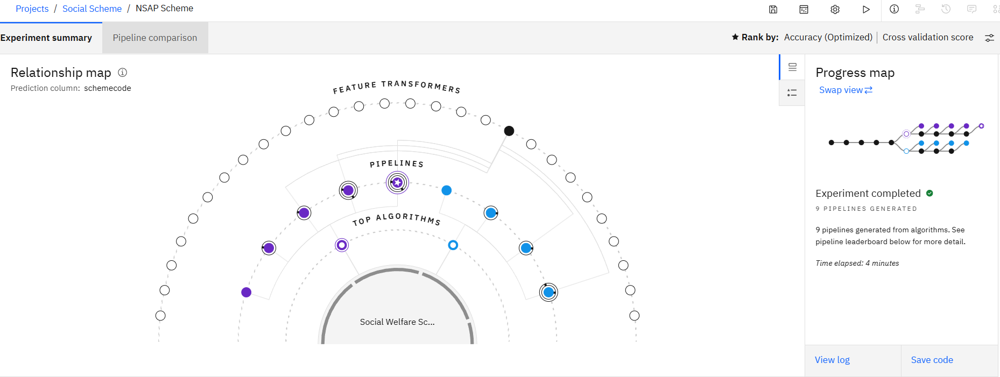 Projects / Social Scheme / NSAP Scheme
Experiment summary
Pipeline comparison
Rank by: Accuracy (Optimized) | Cross validation score
Relationship map
Prediction column: schemecode
FEATURE TRANSFORMERS
PIPELINES
TOP ALGORITHMS
Social Welfare Sc...
Progress map
Swap view
Experiment completed
9 PIPELINES GENERATED
9 pipelines generated from algorithms. See
pipeline leaderboard below for more detail.
Time elapsed: 4 minutes
View log
Save code